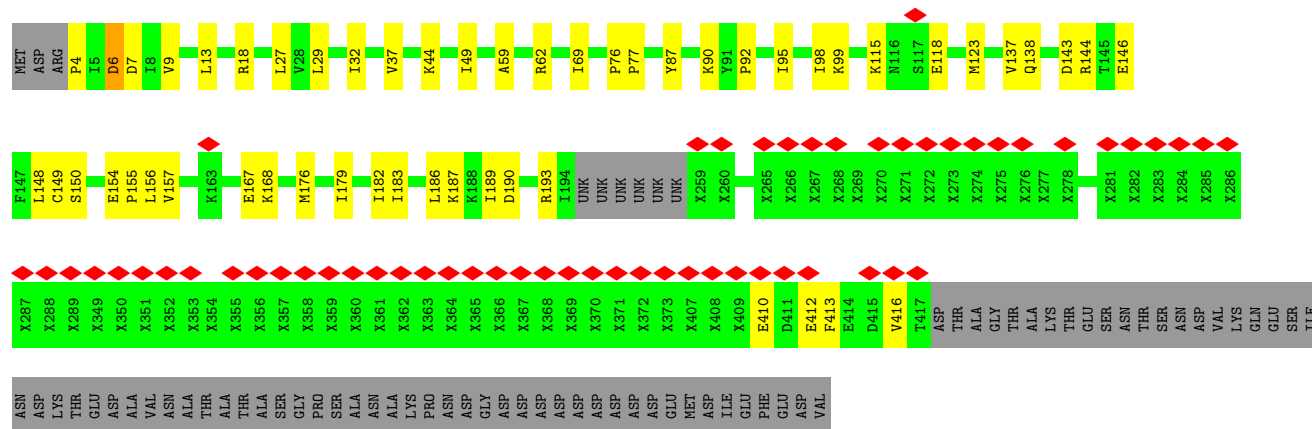 MET ASP ARG P4 I5 D6 D7 I8 V9 L13 R18 L27 V28 L29 I32 V37 K44 I49 A59 R62 I69 P76 P77 Y87 K90 Y91 P92 I95 I98 K99 K115 N116 S117 E118 M123 V137 Q138 D143 R144 T145 E146
F147 L148 C149 S150 E154 P155 L156 V157 K163 E167 K168 M176 I179 I182 I183 L186 K187 K188 I189 D190 R193 I194 UNK UNK UNK UNK UNK X259 X260 X265 X266 X267 X268 X269 X270 X271 X272 X273 X274 X275 X276 X277 X278 X281 X282 X283 X284 X285 X286
X287 X288 X289 X349 X350 X351 X352 X353 X354 X355 X356 X357 X358 X359 X360 X361 X362 X363 X364 X365 X366 X367 X368 X369 X370 X371 X372 X373 X407 X408 X409 E410 D411 E412 F413 E414 D415 V416 T417 ASP THR ALA GLY THR ALA LYS THR GLU SER ASN THR SER ASN ASP VAL LYS GLN GLU SER ILE
ASN ASP LYS THR GLU ASP ALA VAL ASN ALA THR ALA THR ALA SER GLY PRO SER ALA ASN ALA LYS PRO ASN ASP GLY ASP ASP ASP ASP ASP ASP ASP ASP GLU MET ASP ILE GLU PHE GLU ASP VAL